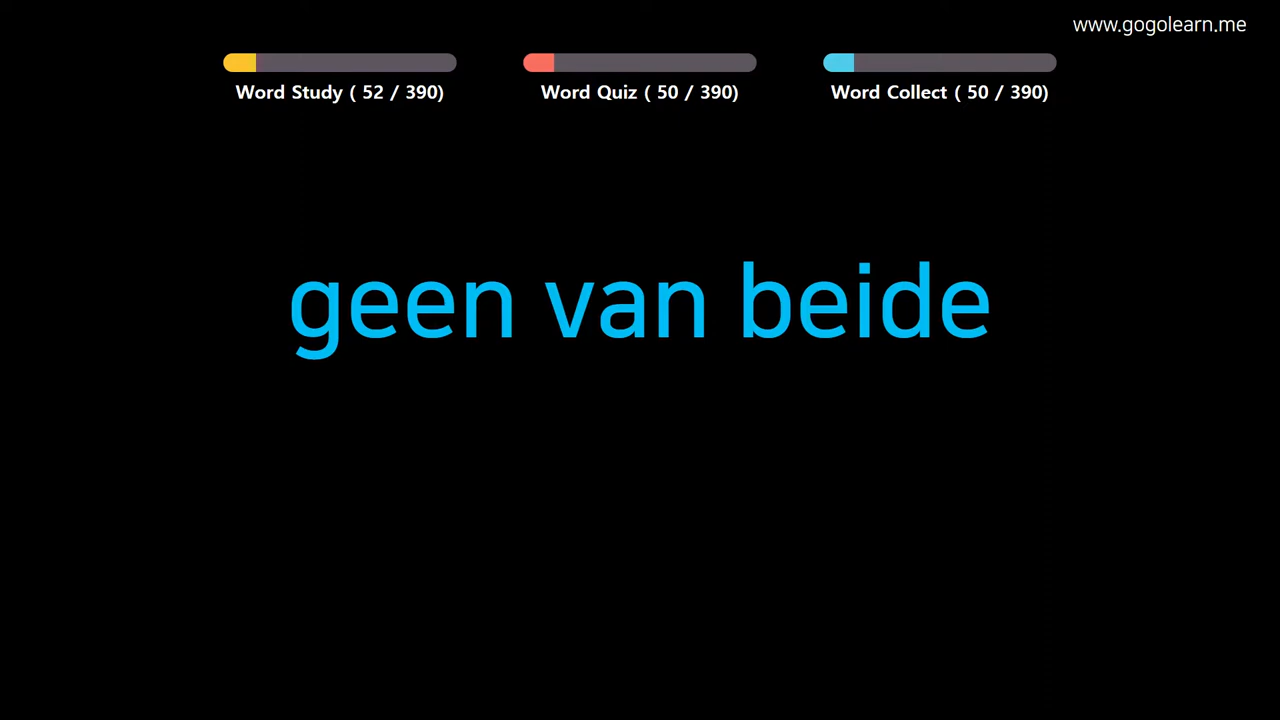 www.gogolearn.me
Word Study ( 52 / 390)
Word Quiz ( 50 / 390)
Word Collect ( 50 / 390)
geen van beide